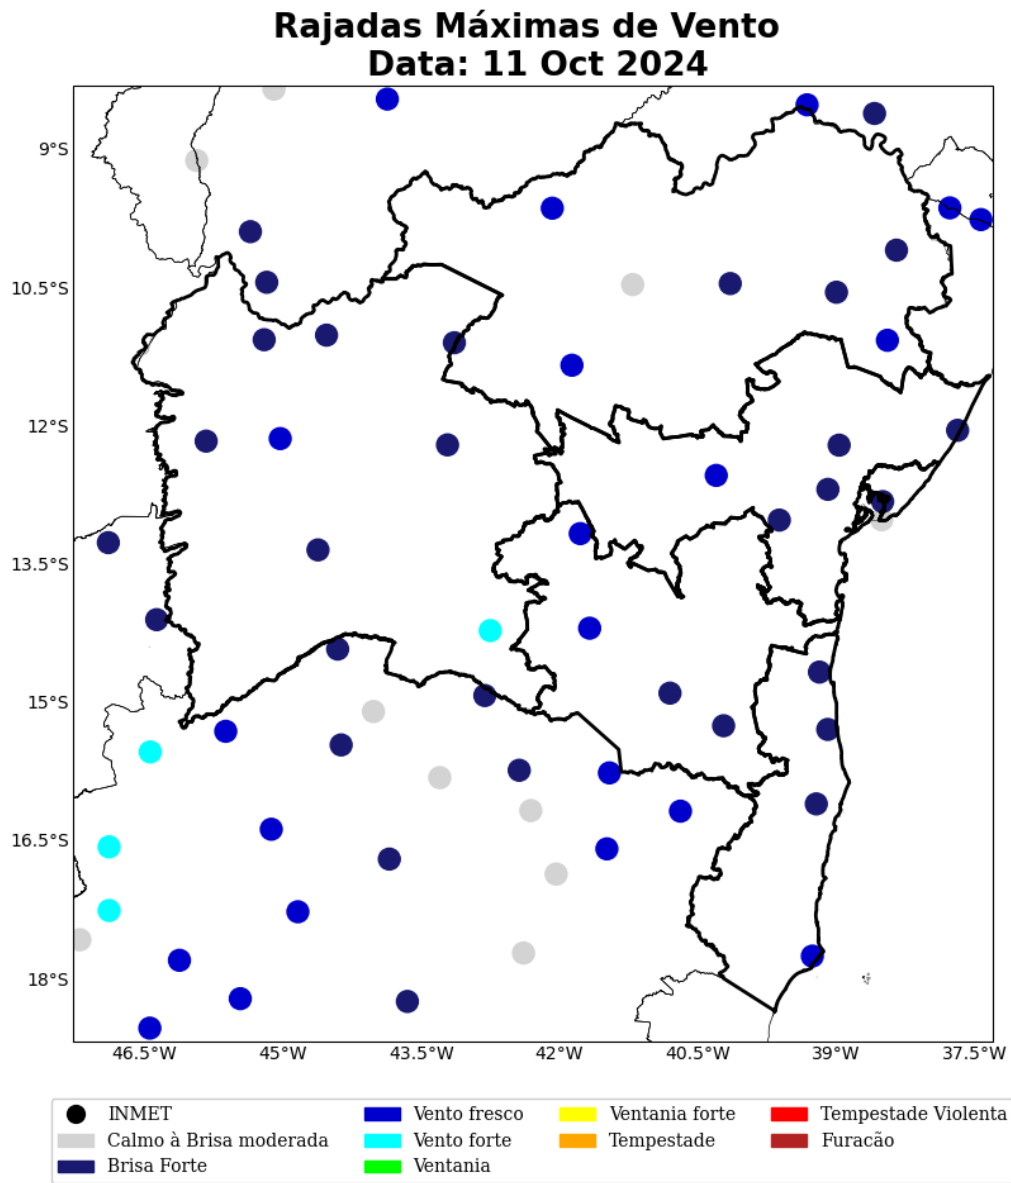 Rajadas Máximas de Vento
Data: 11 Oct 2024
9°S
10.5°S
12°S
13.5°S
15°S
16.5°S
18°S
46.5°W 45°W 43.5°W 42°W 40.5°W 39°W 37.5°W
INMET Vento fresco Ventania forte Tempestade Violenta
Calmo à Brisa moderada Vento forte Tempestade Furacão
Brisa Forte Ventania